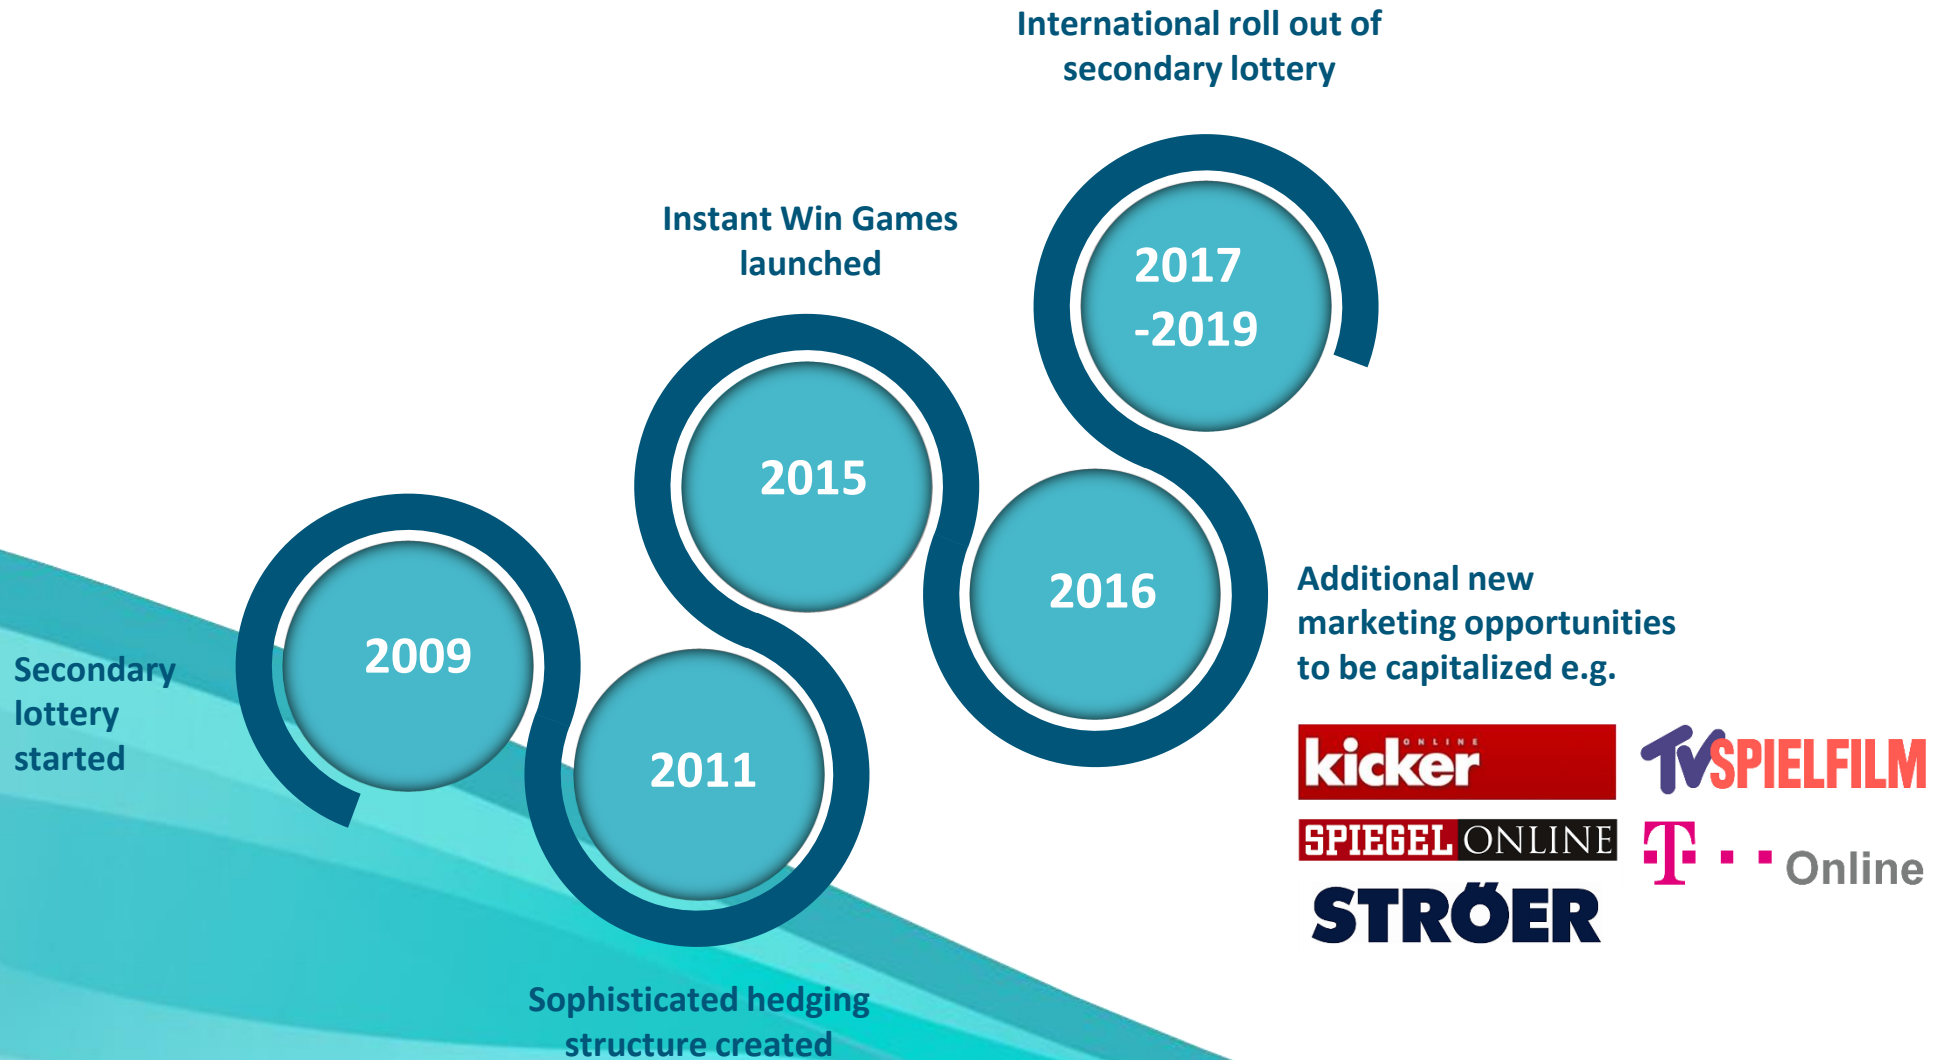 International roll out of
secondary lottery
Instant Win Games
launched
2017
-2019
2015
2016
2009
2011
Secondary
lottery
started
Additional new
marketing opportunities
to be capitalized e.g.
kicker ONLINE
TVSPIELFILM
SPIEGEL ONLINE
T Online
STRÖER
Sophisticated hedging
structure created